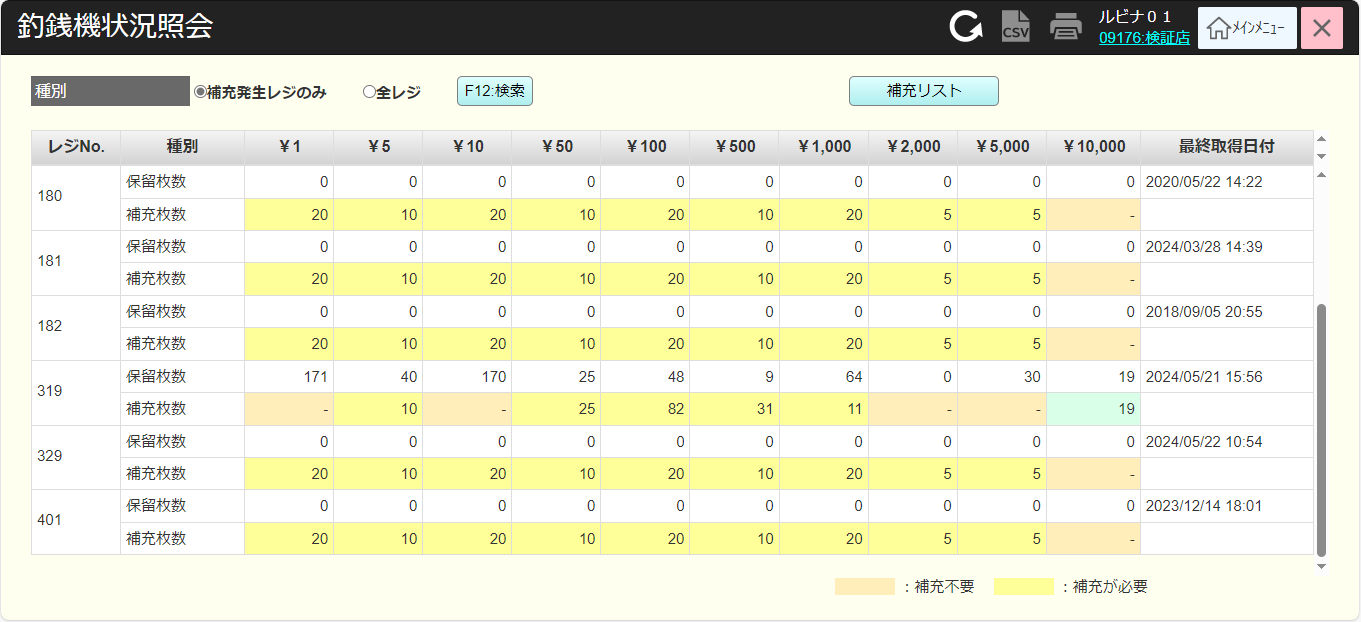 釣銭機状況照会
CSV
ルビナ０１
09176:検証店
メインメニュー
種別 補充発生レジのみ 全レジ F12:検索 補充リスト
レジNo. 種別 ￥1 ￥5 ￥10 ￥50 ￥100 ￥500 ￥1,000 ￥2,000 ￥5,000 ￥10,000 最終取得日付
180 保留枚数 0 0 0 0 0 0 0 0 0 0 2020/05/22 14:22
補充枚数 20 10 20 10 20 10 20 5 5 -
181 保留枚数 0 0 0 0 0 0 0 0 0 0 2024/03/28 14:39
補充枚数 20 10 20 10 20 10 20 5 5 -
182 保留枚数 0 0 0 0 0 0 0 0 0 0 2018/09/05 20:55
補充枚数 20 10 20 10 20 10 20 5 5 -
319 保留枚数 171 40 170 25 48 9 64 0 30 19 2024/05/21 15:56
補充枚数 - 10 - 25 82 31 11 - - 19
329 保留枚数 0 0 0 0 0 0 0 0 0 0 2024/05/22 10:54
補充枚数 20 10 20 10 20 10 20 5 5 -
401 保留枚数 0 0 0 0 0 0 0 0 0 0 2023/12/14 18:01
補充枚数 20 10 20 10 20 10 20 5 5 -
：補充不要 ：補充が必要